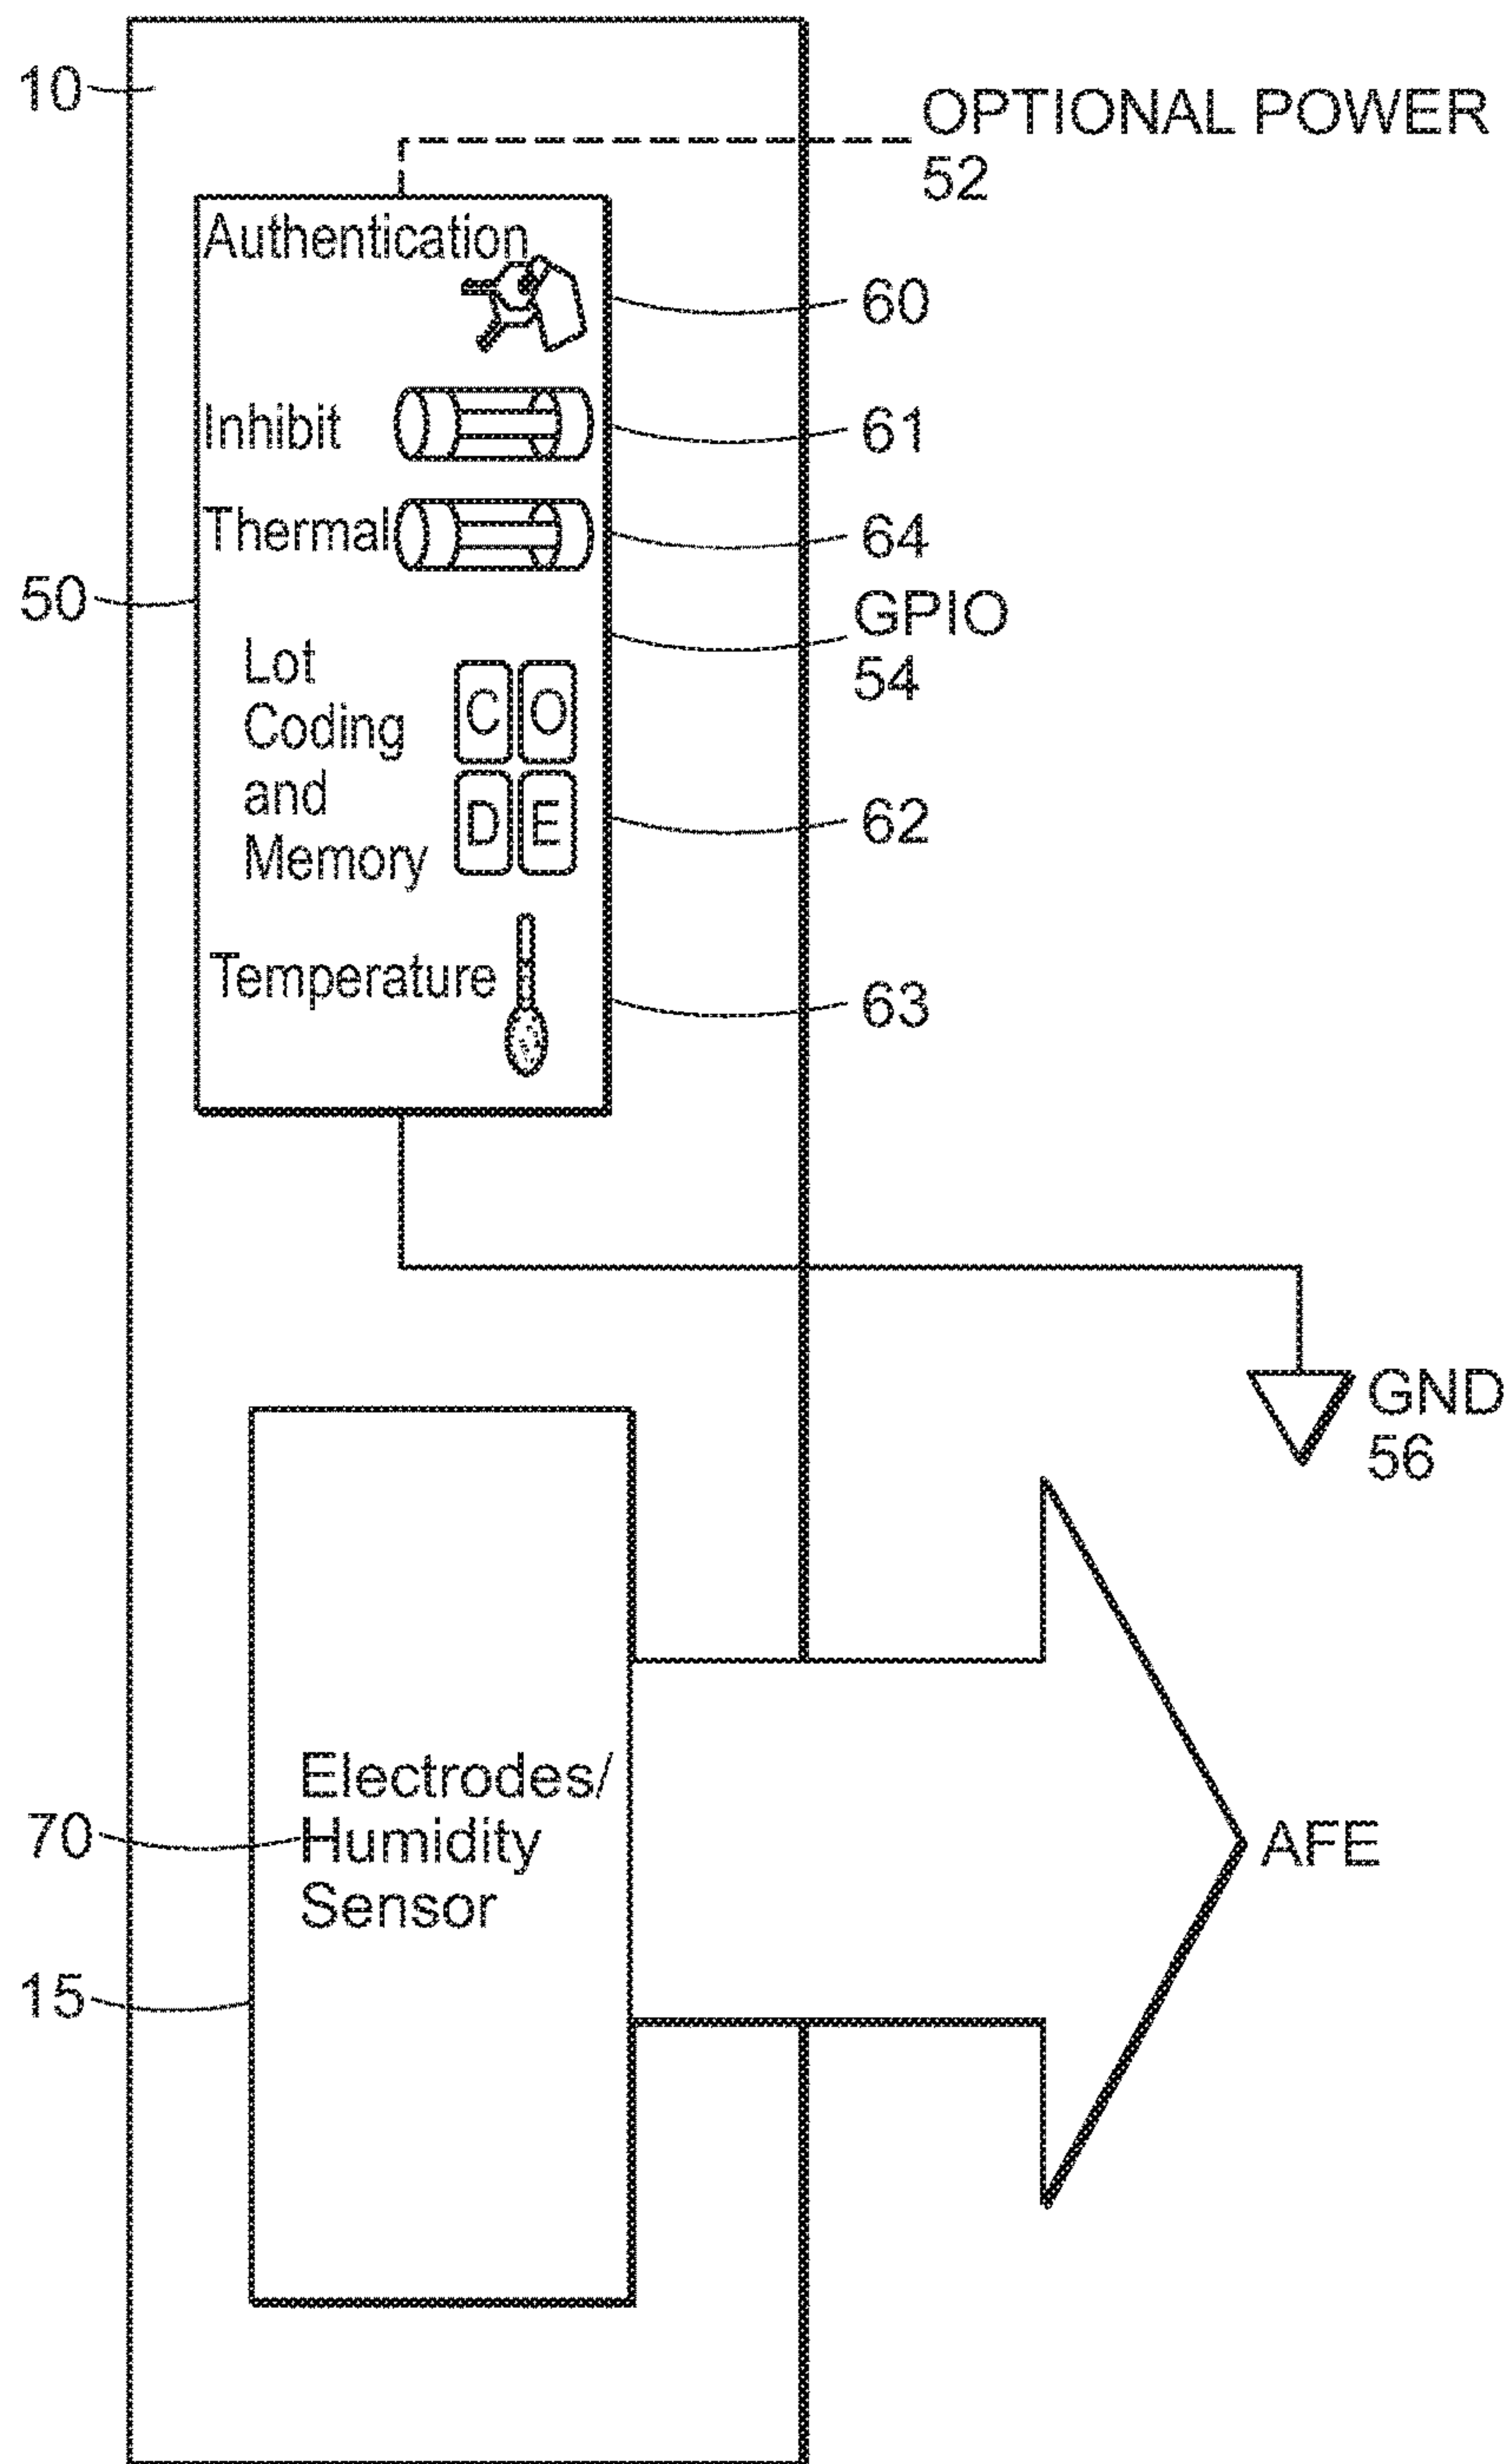 10
OPTIONAL POWER
52
Authentication
60
Inhibit
61
Thermal
64
50
GPIO
54
Lot
Coding
and
Memory
C O
D E
62
Temperature
63
GND
56
Electrodes/
Humidity
Sensor
70
AFE
15